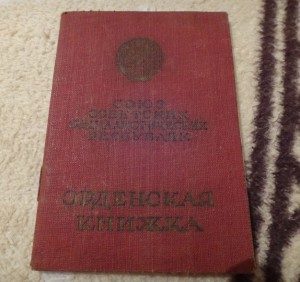 СОЮЗ
СОВЕТСКИХ
СОЦИАЛИСТИЧЕСКИХ
РЕСПУБЛИК
ОРДЕНСКАЯ
КНИЖКА